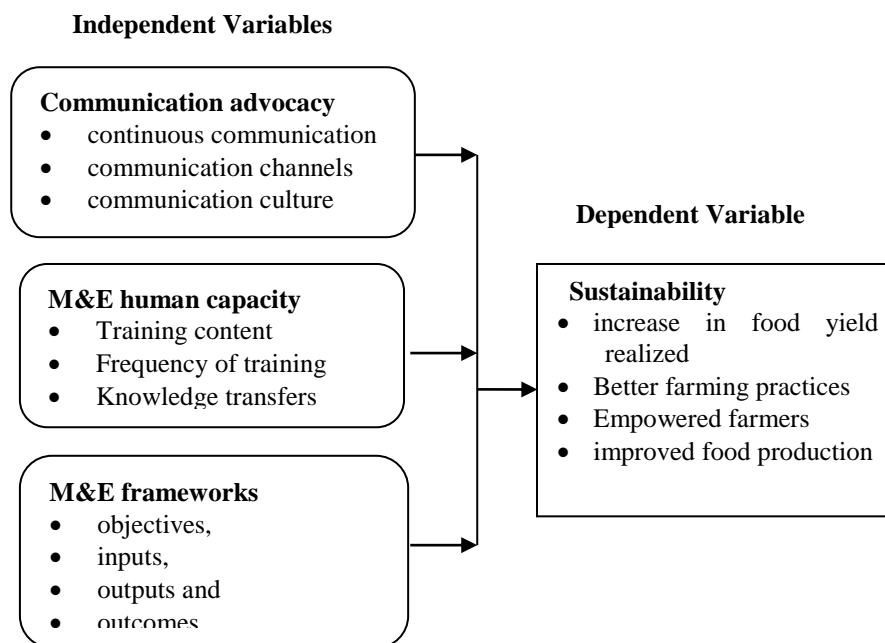 Independent Variables
Communication advocacy
• continuous communication
• communication channels
• communication culture
M&E human capacity
• Training content
• Frequency of training
• Knowledge transfers
M&E frameworks
• objectives,
• inputs,
• outputs and
• outcomes
Dependent Variable
Sustainability
• increase in food yield
realized
• Better farming practices
• Empowered farmers
• improved food production